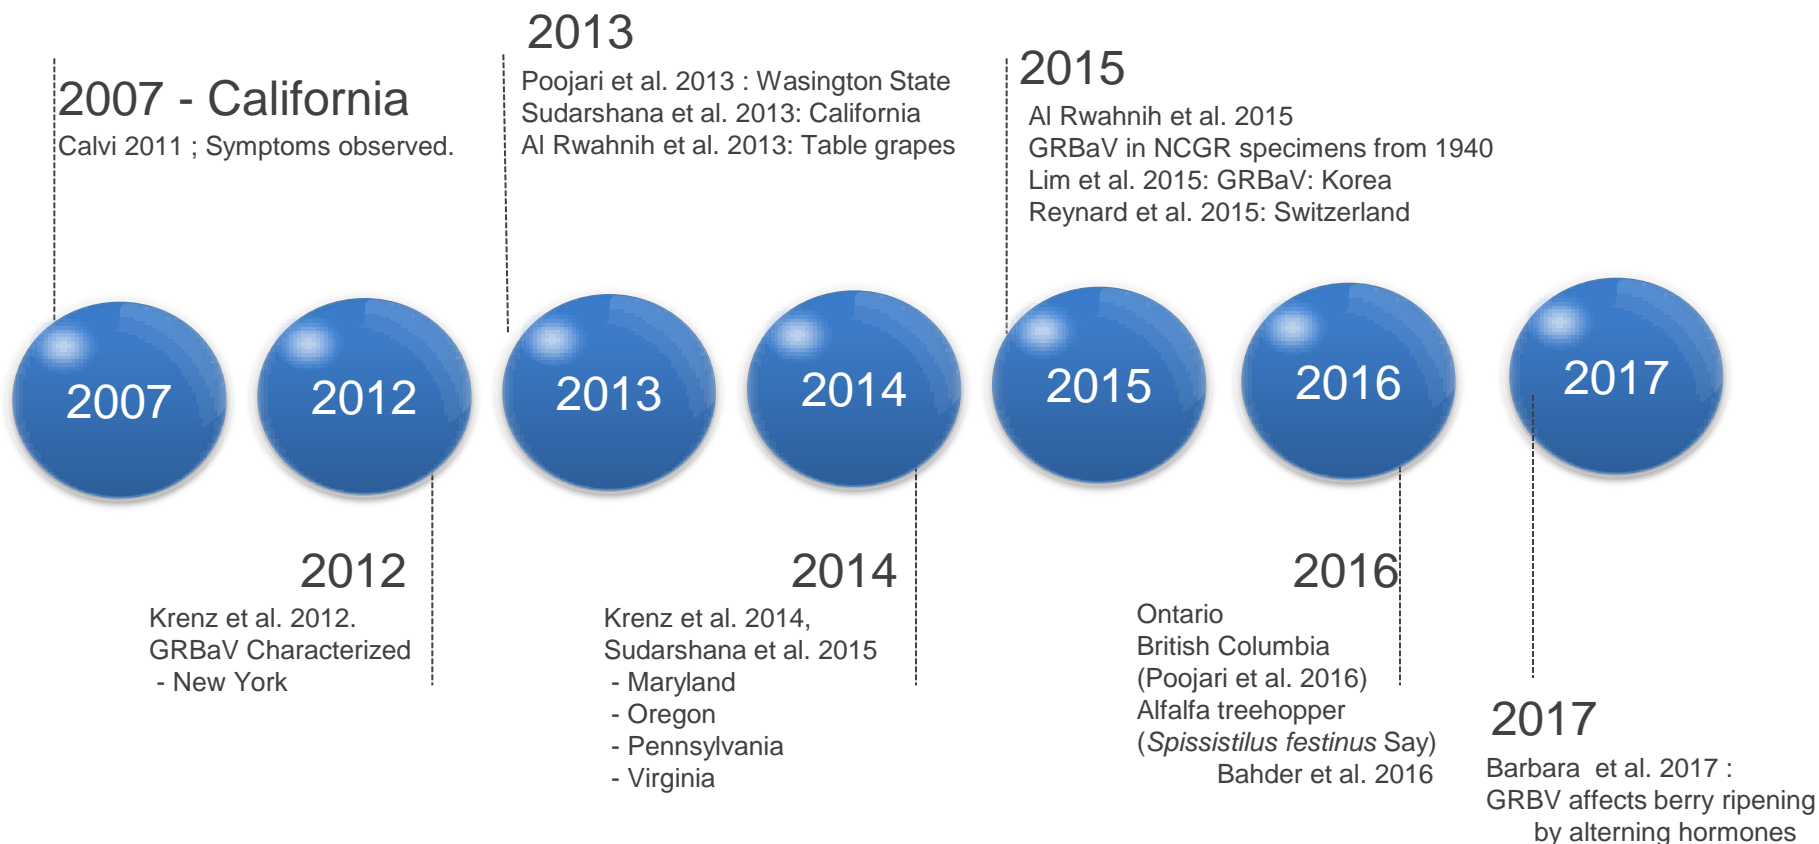 2007 - California
Calvi 2011 ; Symptoms observed.
2013
Poojari et al. 2013 : Wasington State
Sudarshana et al. 2013: California
Al Rwahnih et al. 2013: Table grapes
2015
Al Rwahnih et al. 2015
GRBaV in NCGR specimens from 1940
Lim et al. 2015: GRBaV: Korea
Reynard et al. 2015: Switzerland
2007
2012
2013
2014
2015
2016
2017
2012
Krenz et al. 2012.
GRBaV Characterized
- New York
2014
Krenz et al. 2014,
Sudarshana et al. 2015
- Maryland
- Oregon
- Pennsylvania
- Virginia
2016
Ontario
British Columbia
(Poojari et al. 2016)
Alfalfa treehopper
(Spissistilus festinus Say)
Bahder et al. 2016
2017
Barbara et al. 2017 :
GRBV affects berry ripening
by alterning hormones